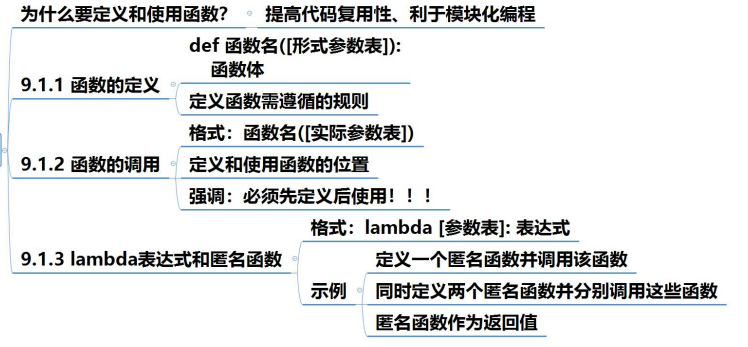 为什么要定义和使用函数？
提高代码复用性、利于模块化编程
9.1.1 函数的定义
def 函数名([形式参数表]):
函数体
定义函数需遵循的规则
9.1.2 函数的调用
格式：函数名([实际参数表])
定义和使用函数的位置
强调：必须先定义后使用！！！
9.1.3 lambda表达式和匿名函数
格式：lambda [参数表]: 表达式
示例
定义一个匿名函数并调用该函数
同时定义两个匿名函数并分别调用这些函数
匿名函数作为返回值